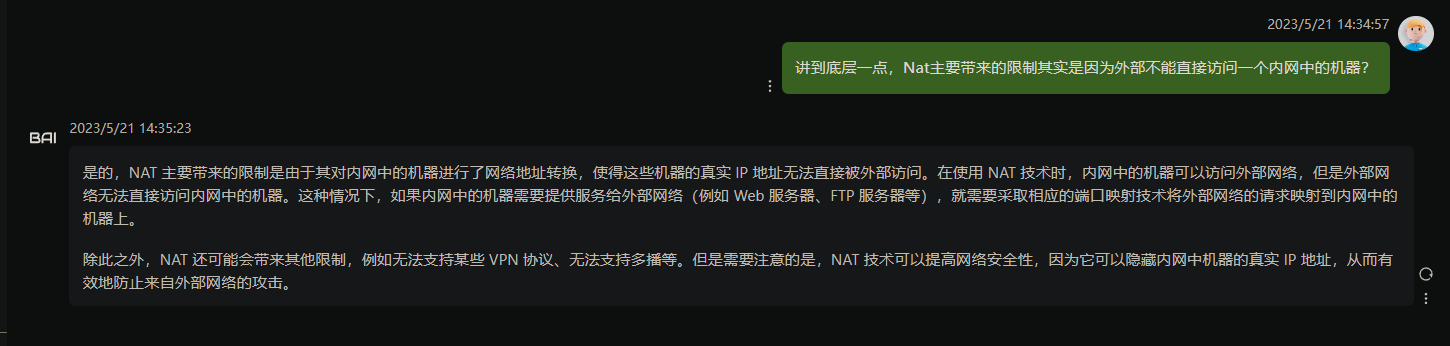 2023/5/21 14:34:57
讲到底层一点，Nat主要带来的限制其实是因为外部不能直接访问一个内网中的机器?
BAI
2023/5/21 14:35:23
是的，NAT 主要带来的限制是由于其对内网中的机器进行了网络地址转换，使得这些机器的真实 IP 地址无法直接被外部访问。在使用 NAT 技术时，内网中的机器可以访问外部网络，但是外部网
络无法直接访问内网中的机器。这种情况下，如果内网中的机器需要提供服务给外部网络（例如 Web 服务器、FTP 服务器等），就需要采取相应的端口映射技术将外部网络的请求映射到内网中的
机器上。
除此之外，NAT 还可能会带来其他限制，例如无法支持某些 VPN 协议、无法支持多播等。但是需要注意的是，NAT 技术可以提高网络安全性，因为它可以隐藏内网中机器的真实 IP 地址，从而有
效地防止来自外部网络的攻击。